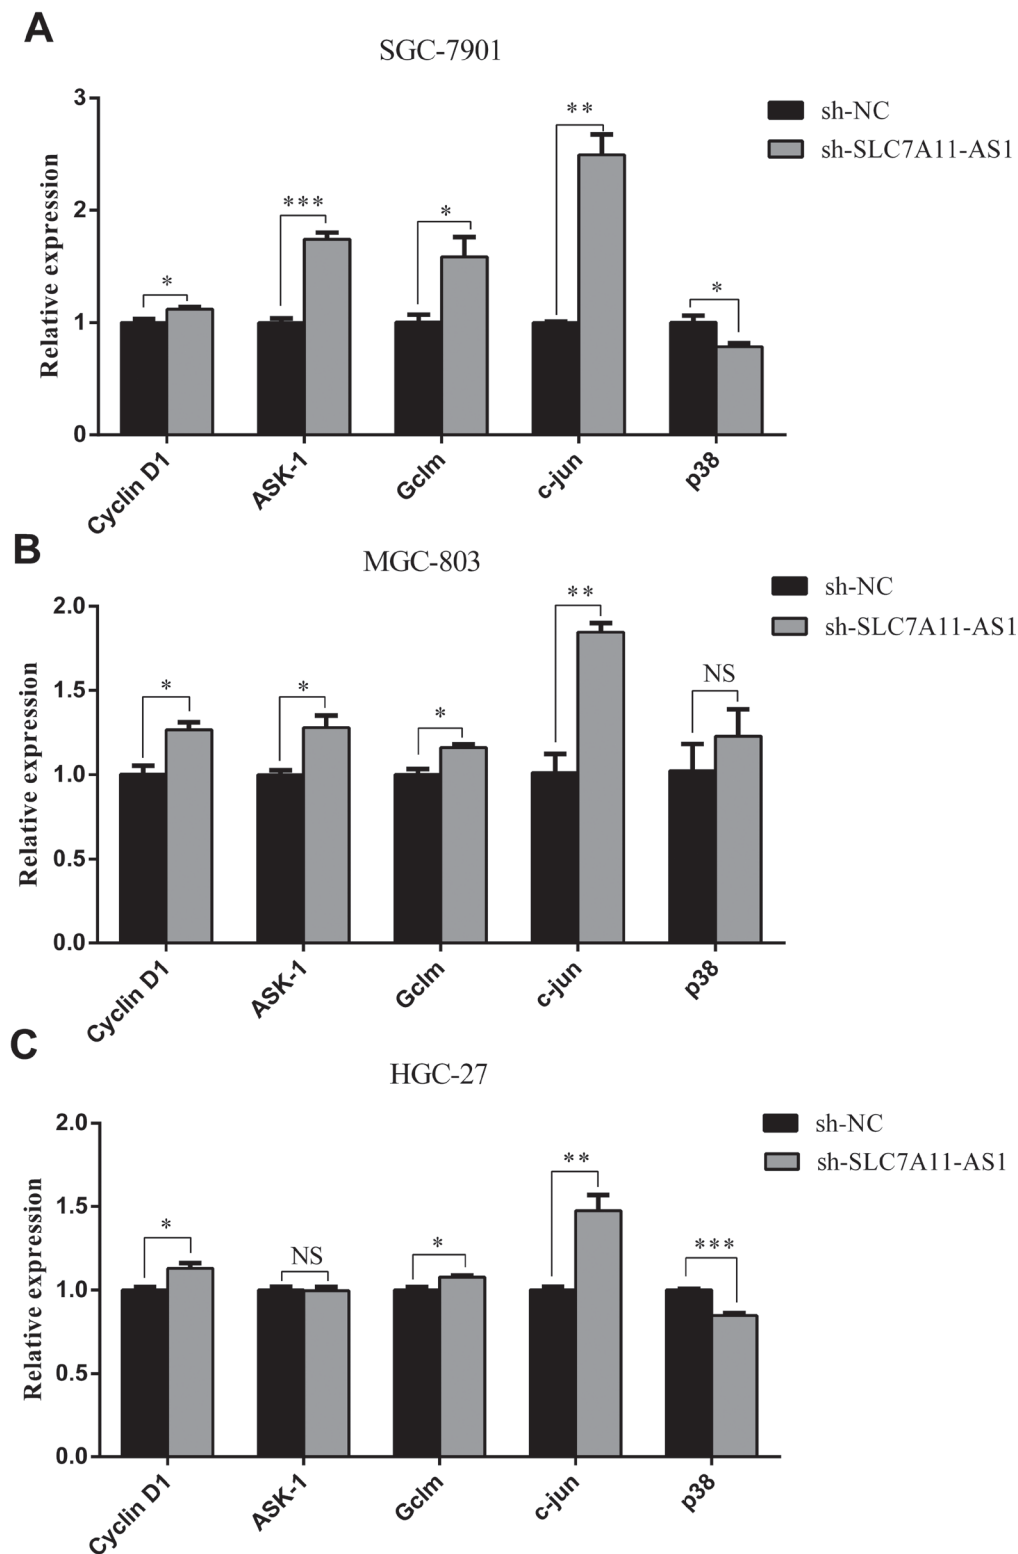 A
SGC-7901
sh-NC
sh-SLC7A11-AS1
Relative expression
3
2
1
0
*
***
*
**
*
Cyclin D1
ASK-1
Gclm
c-jun
p38
B
MGC-803
sh-NC
sh-SLC7A11-AS1
Relative expression
2.0
1.5
1.0
0.5
0.0
*
*
*
**
NS
Cyclin D1
ASK-1
Gclm
c-jun
p38
C
HGC-27
sh-NC
sh-SLC7A11-AS1
Relative expression
2.0
1.5
1.0
0.5
0.0
*
NS
*
**
***
Cyclin D1
ASK-1
Gclm
c-jun
p38